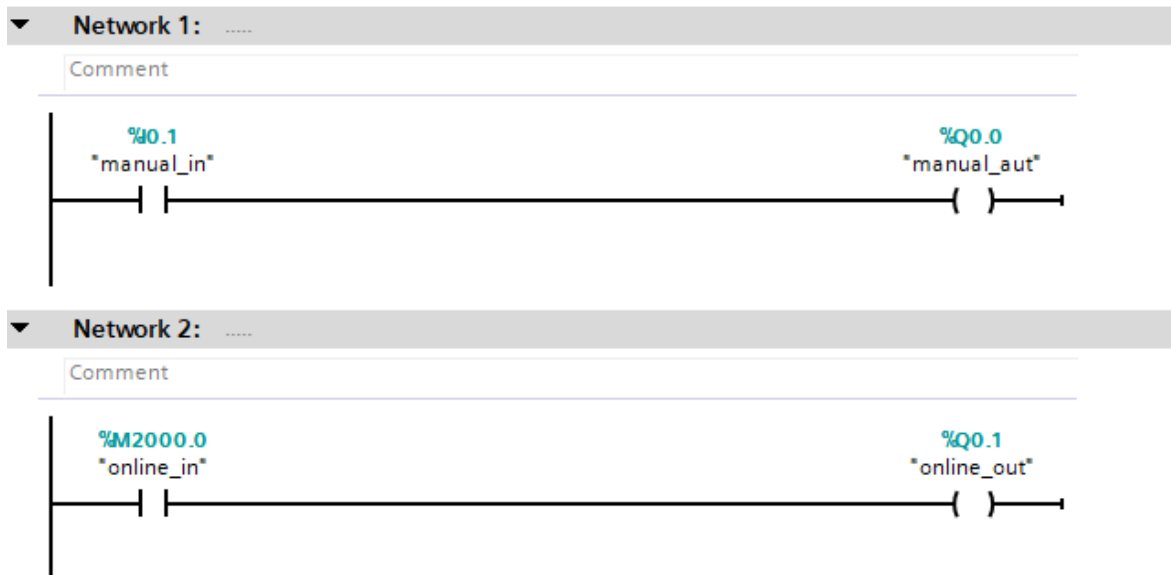 Network 1: .....
Comment
%I0.1 %Q0.0
"manual_in" "manual_aut"
Network 2: .....
Comment
%M2000.0 %Q0.1
"online_in" "online_out"